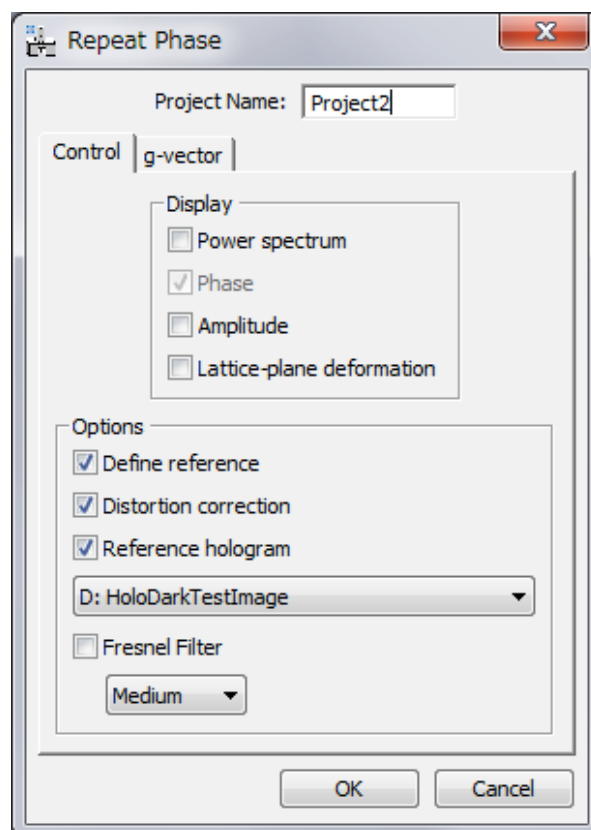 Repeat Phase
Project Name: Project2
Control g-vector
Display
Power spectrum
Phase
Amplitude
Lattice-plane deformation
Options
Define reference
Distortion correction
Reference hologram
D: HoloDarkTestImage
Fresnel Filter
Medium
OK Cancel